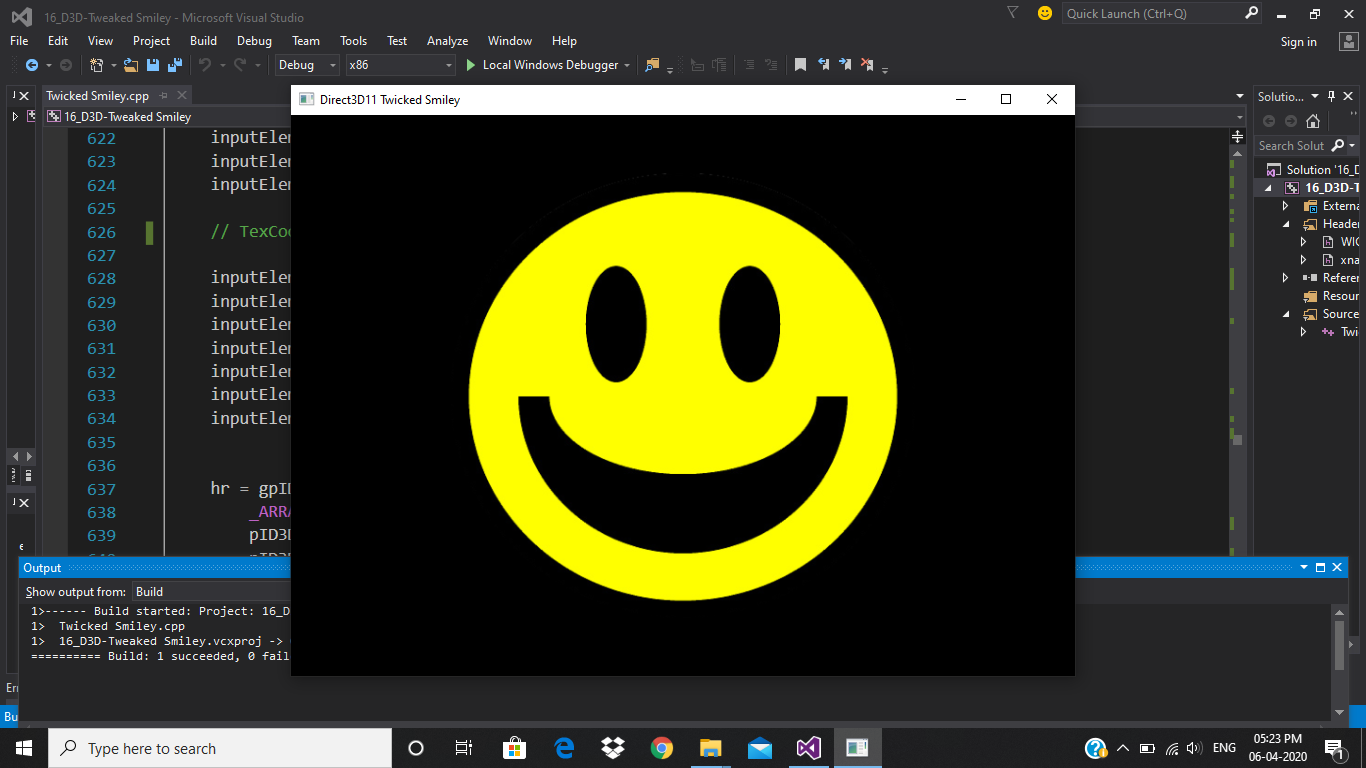 16_D3D-Tweaked Smiley - Microsoft Visual Studio
Quick Launch (Ctrl+Q)
File Edit View Project Build Debug Team Tools Test Analyze Window Help
Sign in
Debug x86 Local Windows Debugger
Twicked Smiley.cpp
16_D3D-Tweaked Smiley
Direct3D11 Twicked Smiley
622 inputElem
623 inputElem
624 inputElem
625
626 // TexCoo
627
628 inputElem
629 inputElem
630 inputElem
631 inputElem
632 inputElem
633 inputElem
634 inputElem
635
636
637 hr = gpID
638 _ARRA
639 pID3D
Solutio...
Search Solut
Solution '16_D
16_D3D-T
Externa
Header
WIC
xna
Referer
Resour
Source
Twi
Output
Show output from: Build
1>------ Build started: Project: 16_D
1> Twicked Smiley.cpp
1> 16_D3D-Tweaked Smiley.vcxproj ->
========== Build: 1 succeeded, 0 fail
Bu
Type here to search
ENG
05:23 PM
06-04-2020
1